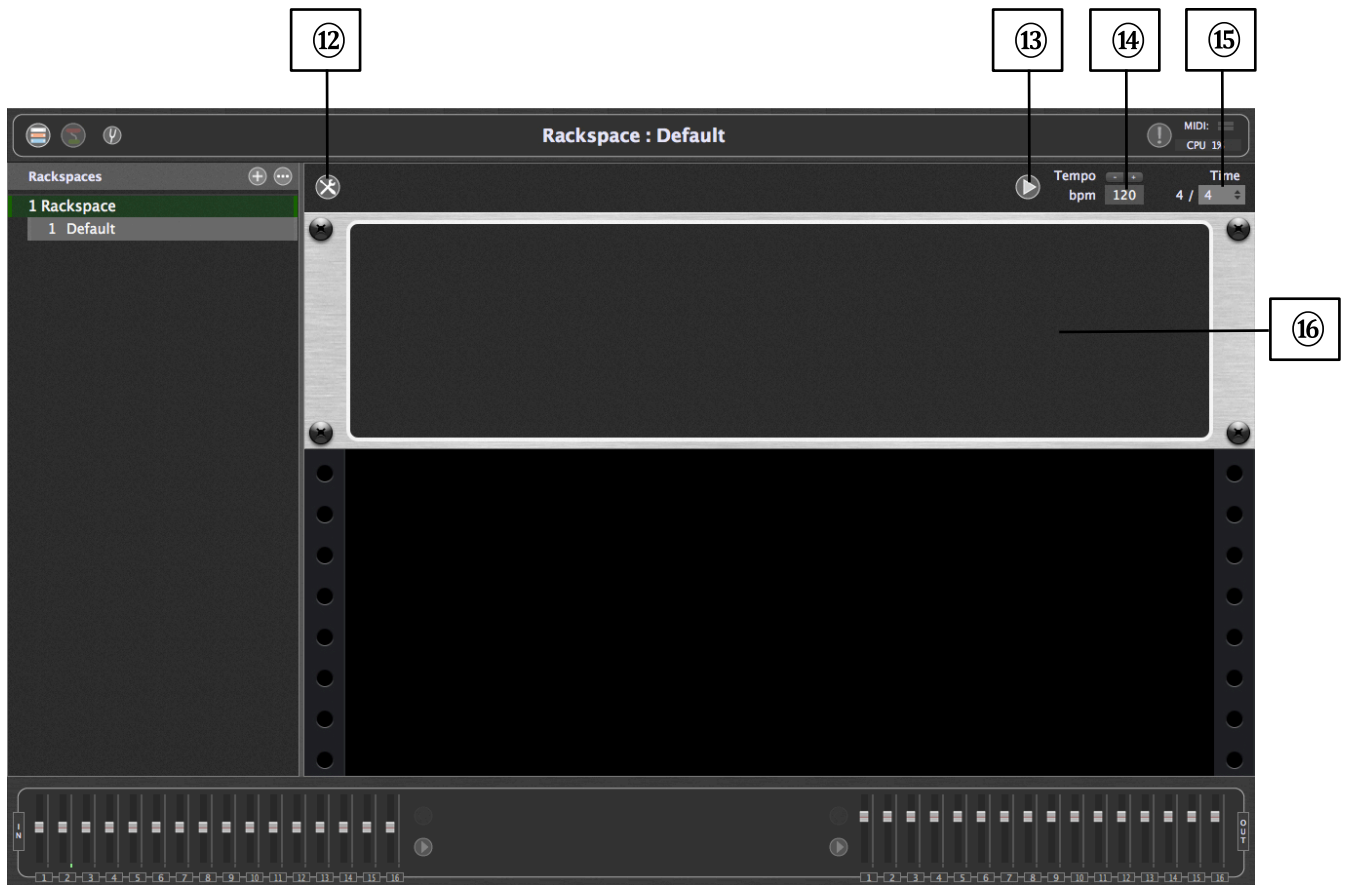 ⑫ ⑬ ⑭ ⑮
Rackspace : Default
MIDI:
CPU 1%
Rackspaces
Tempo - + Time
bpm 120 4 / 4
1 Rackspace
1 Default
⑯
IN
OUT
1 2 3 4 5 6 7 8 9 10 11 12 13 14 15 16
1 2 3 4 5 6 7 8 9 10 11 12 13 14 15 16